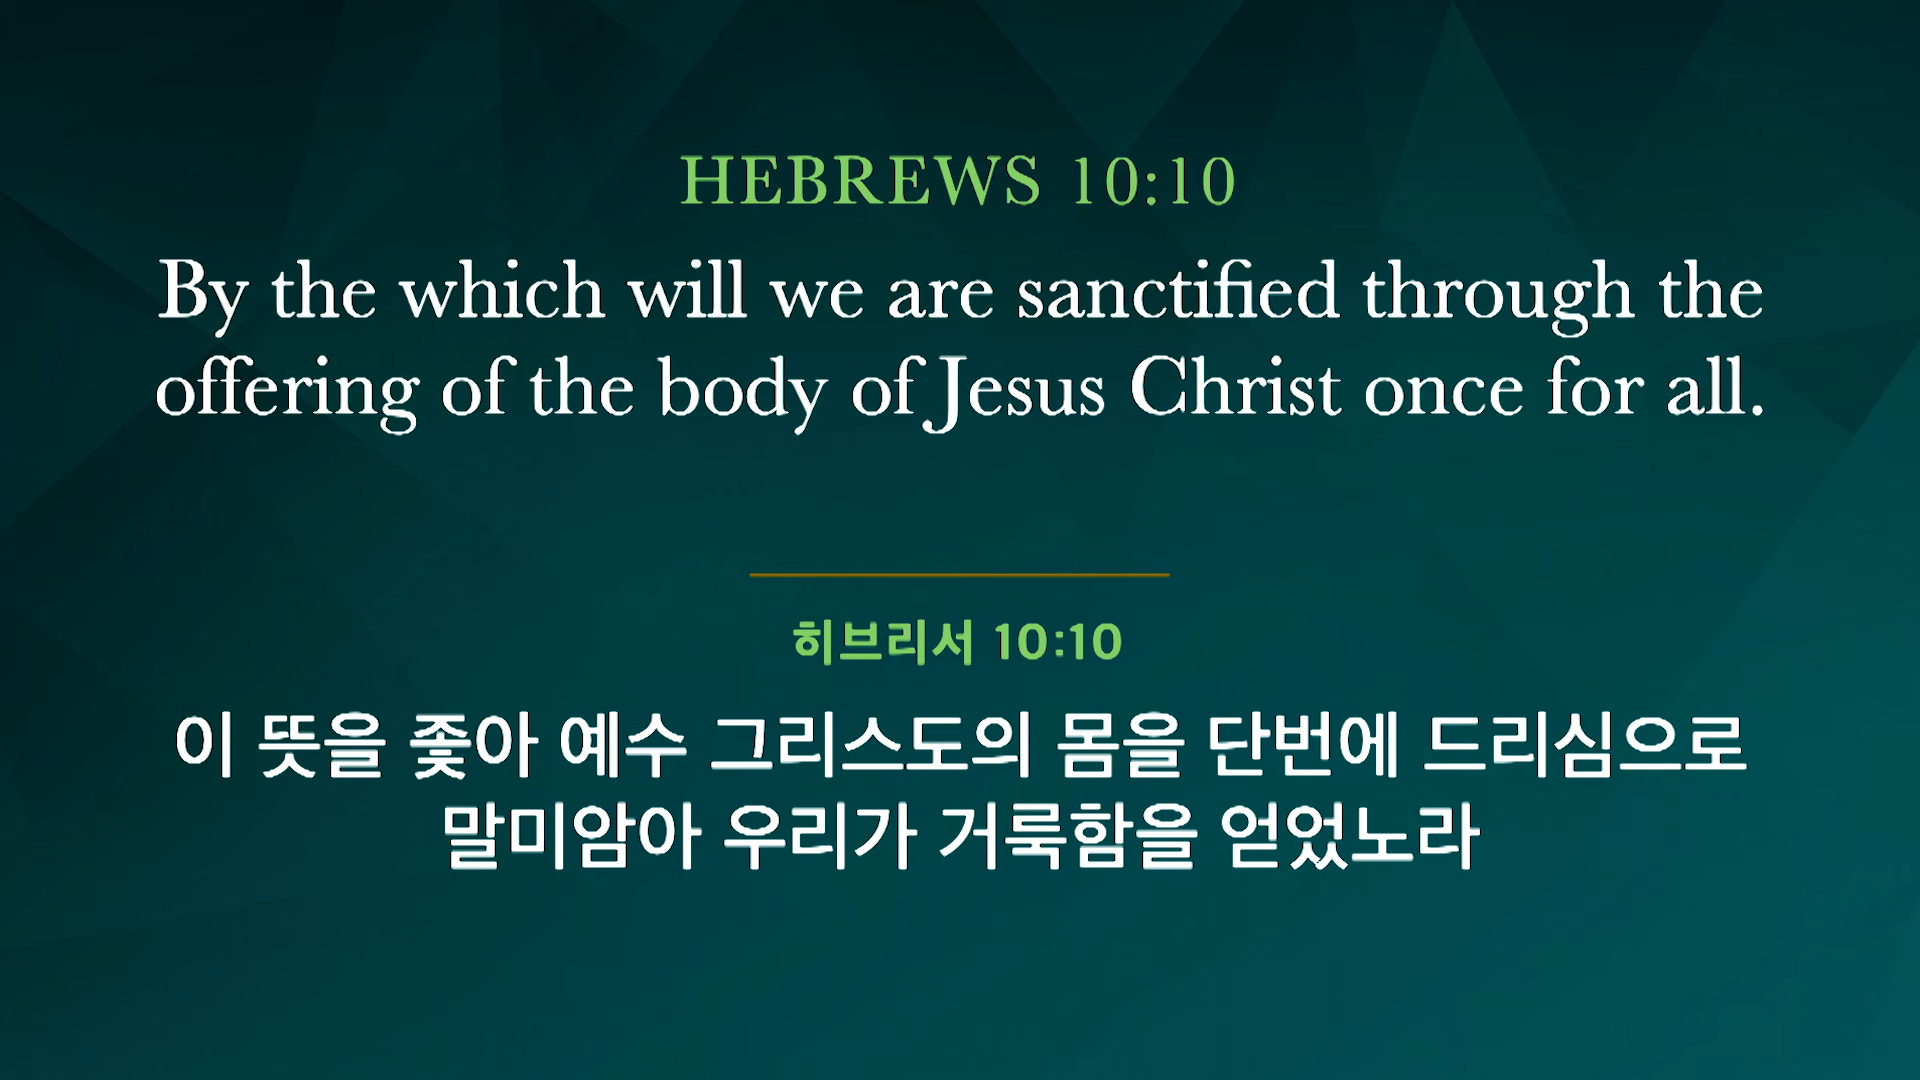 HEBREWS 10:10
By the which will we are sanctified through the
offering of the body of Jesus Christ once for all.
히브리서 10:10
이 뜻을 좇아 예수 그리스도의 몸을 단번에 드리심으로
말미암아 우리가 거룩함을 얻었노라